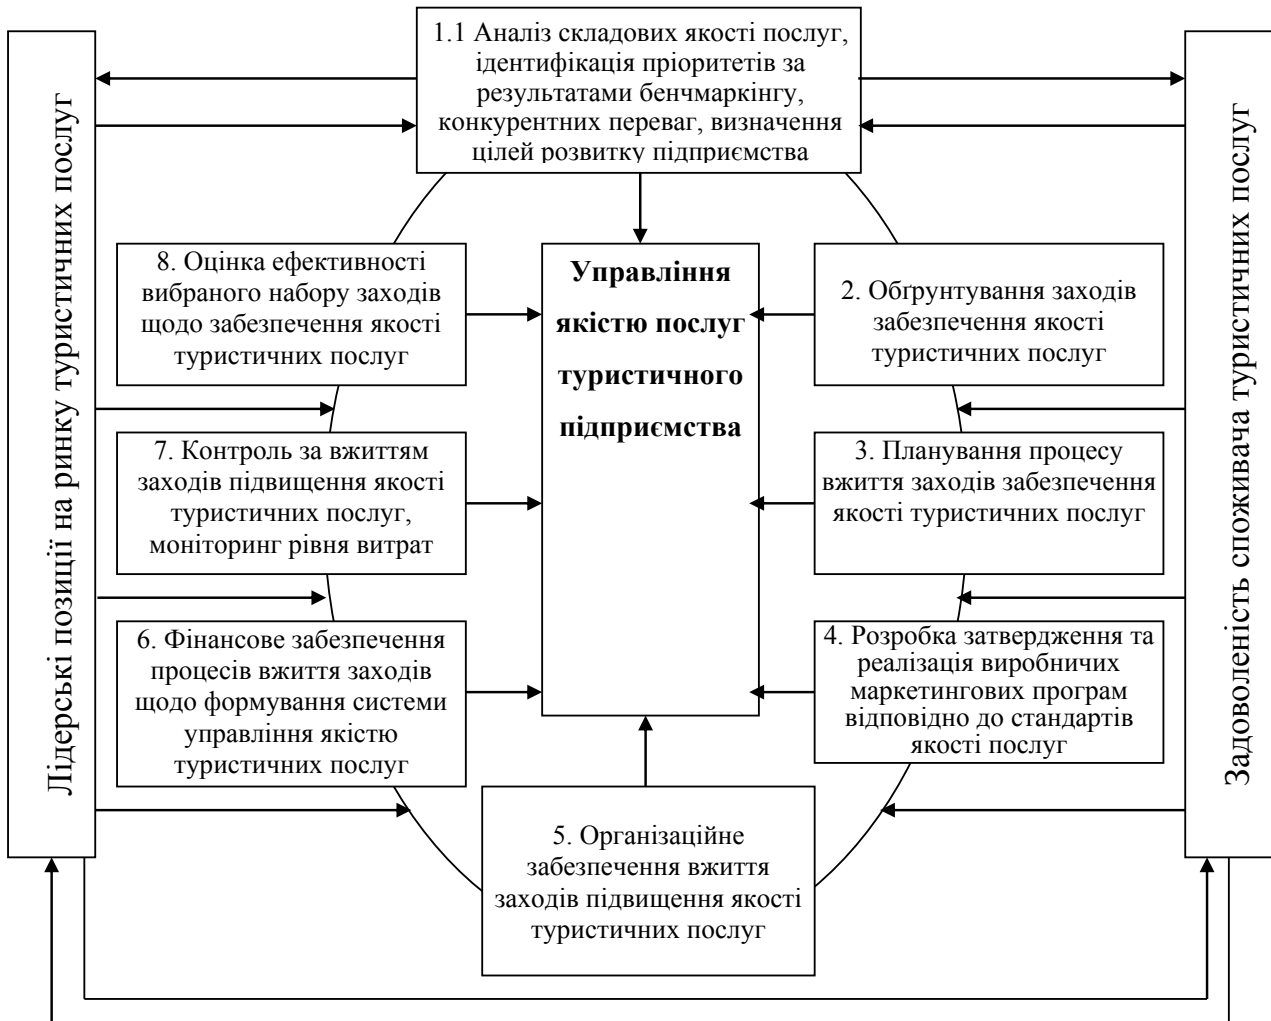 1.1 Аналіз складових якості послуг,
ідентифікація пріоритетів за
результатами бенчмаркінгу,
конкурентних переваг, визначення
цілей розвитку підприємства
Лідерські позиції на ринку туристичних послуг
Задоволеність споживача туристичних послуг
8. Оцінка ефективності
вибраного набору заходів
щодо забезпечення якості
туристичних послуг
Управління
якістю послуг
туристичного
підприємства
2. Обґрунтування заходів
забезпечення якості
туристичних послуг
7. Контроль за вжиттям
заходів підвищення якості
туристичних послуг,
моніторинг рівня витрат
3. Планування процесу
вжиття заходів забезпечення
якості туристичних послуг
6. Фінансове забезпечення
процесів вжиття заходів
щодо формування системи
управління якістю
туристичних послуг
4. Розробка затвердження та
реалізація виробничих
маркетингових програм
відповідно до стандартів
якості послуг
5. Організаційне
забезпечення вжиття
заходів підвищення якості
туристичних послуг